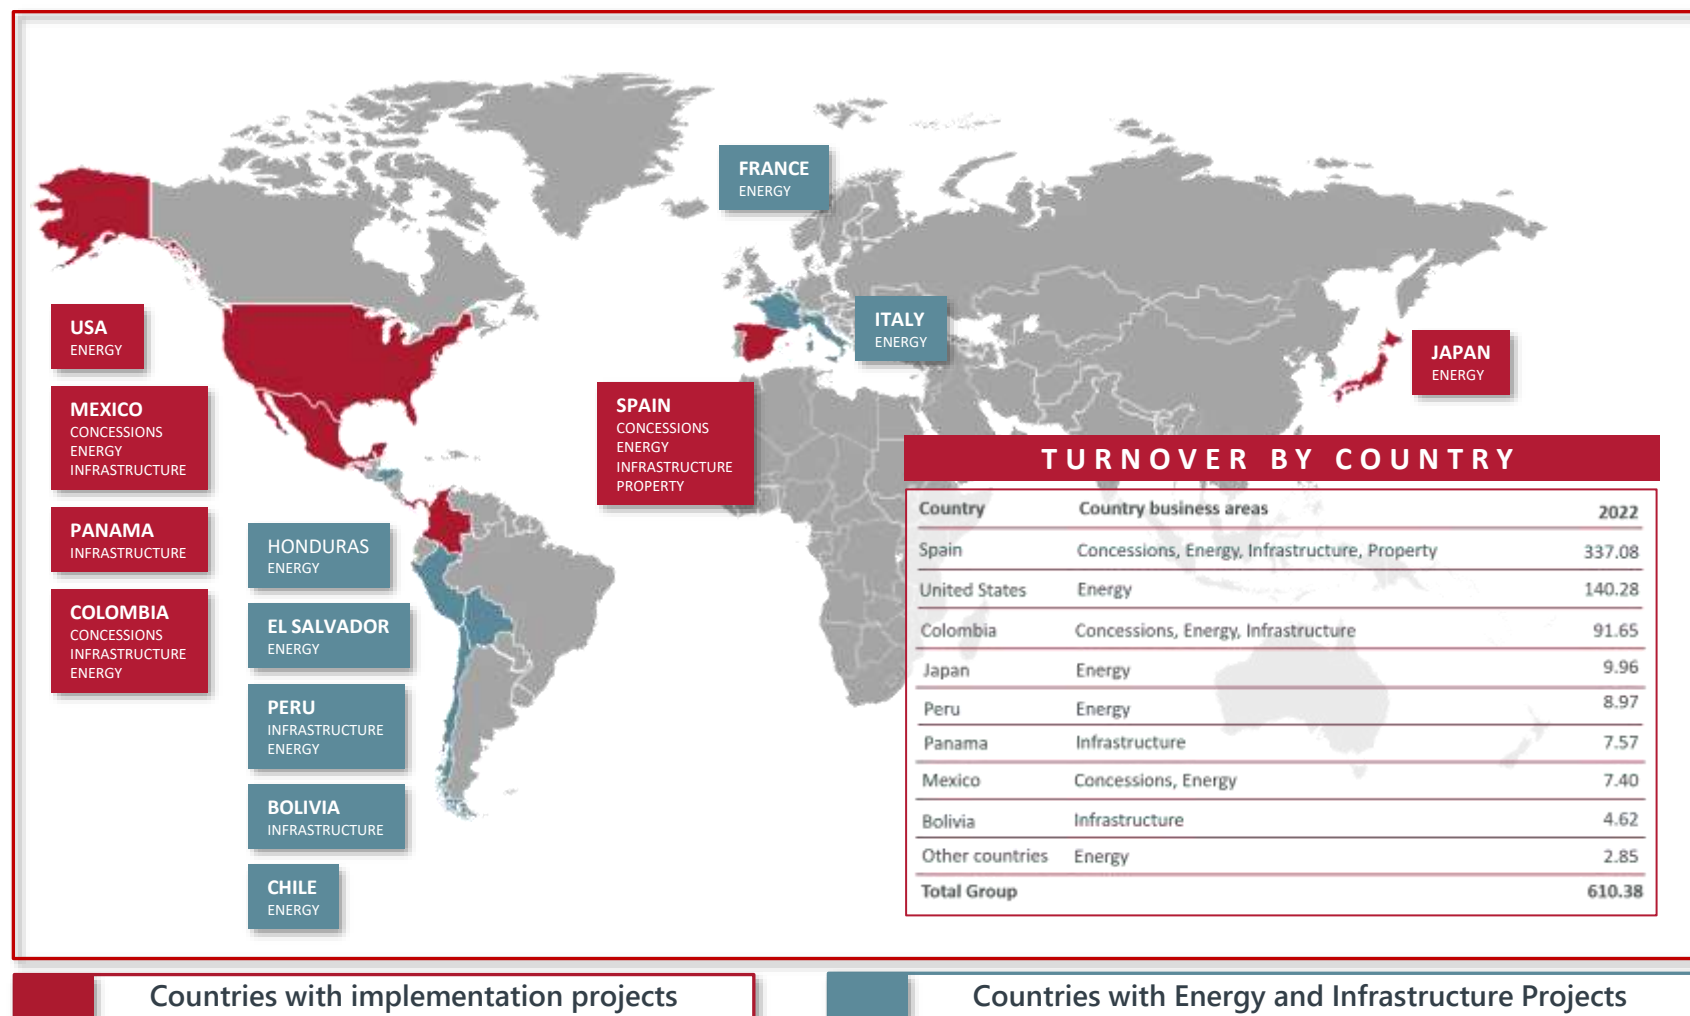 FRANCE
ENERGY
USA
ENERGY
ITALY
ENERGY
JAPAN
ENERGY
MEXICO
CONCESSIONS
ENERGY
INFRASTRUCTURE
SPAIN
CONCESSIONS
ENERGY
INFRASTRUCTURE
PROPERTY
PANAMA
INFRASTRUCTURE
HONDURAS
ENERGY
COLOMBIA
CONCESSIONS
INFRASTRUCTURE
ENERGY
EL SALVADOR
ENERGY
PERU
INFRASTRUCTURE
ENERGY
BOLIVIA
INFRASTRUCTURE
CHILE
ENERGY
TURNOVER BY COUNTRY
Country Country business areas 2022
Spain Concessions, Energy, Infrastructure, Property 337.08
United States Energy 140.28
Colombia Concessions, Energy, Infrastructure 91.65
Japan Energy 9.96
Peru Energy 8.97
Panama Infrastructure 7.57
Mexico Concessions, Energy 7.40
Bolivia Infrastructure 4.62
Other countries Energy 2.85
Total Group 610.38
Countries with implementation projects
Countries with Energy and Infrastructure Projects